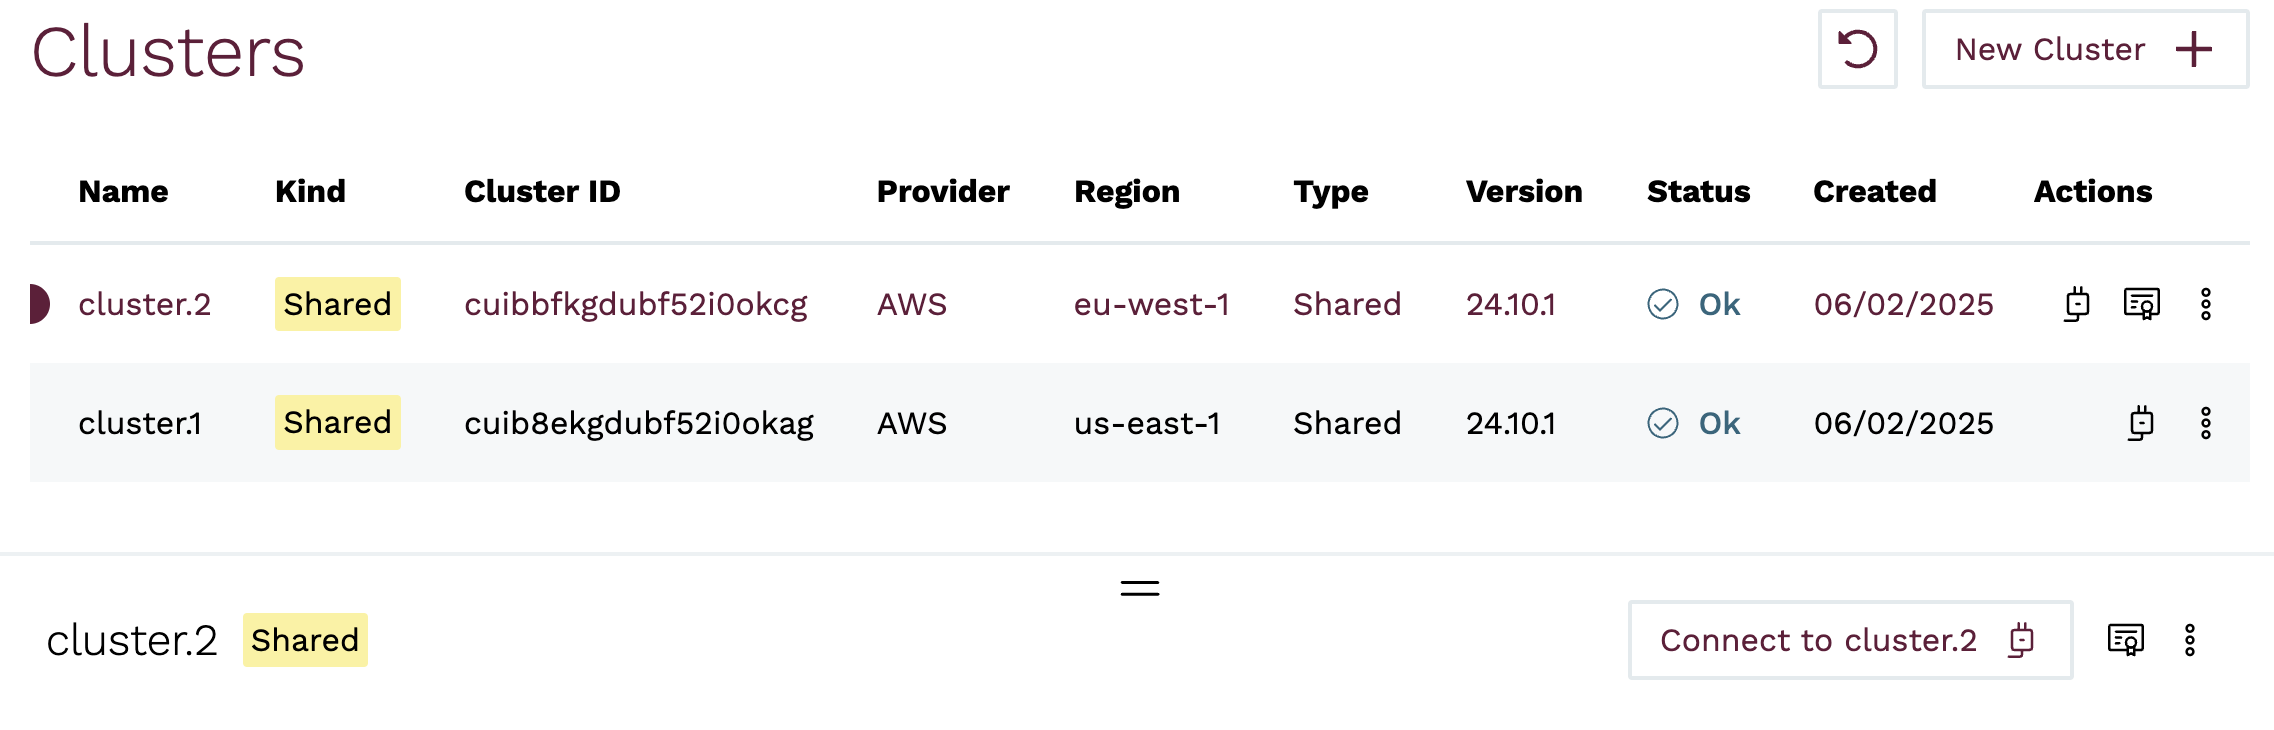 Clusters
New Cluster
Name Kind Cluster ID Provider Region Type Version Status Created Actions
cluster.2 Shared cuibbfkgdubf52i0okcg AWS eu-west-1 Shared 24.10.1 Ok 06/02/2025
cluster.1 Shared cuib8ekgdubf52i0okag AWS us-east-1 Shared 24.10.1 Ok 06/02/2025
cluster.2 Shared Connect to cluster.2